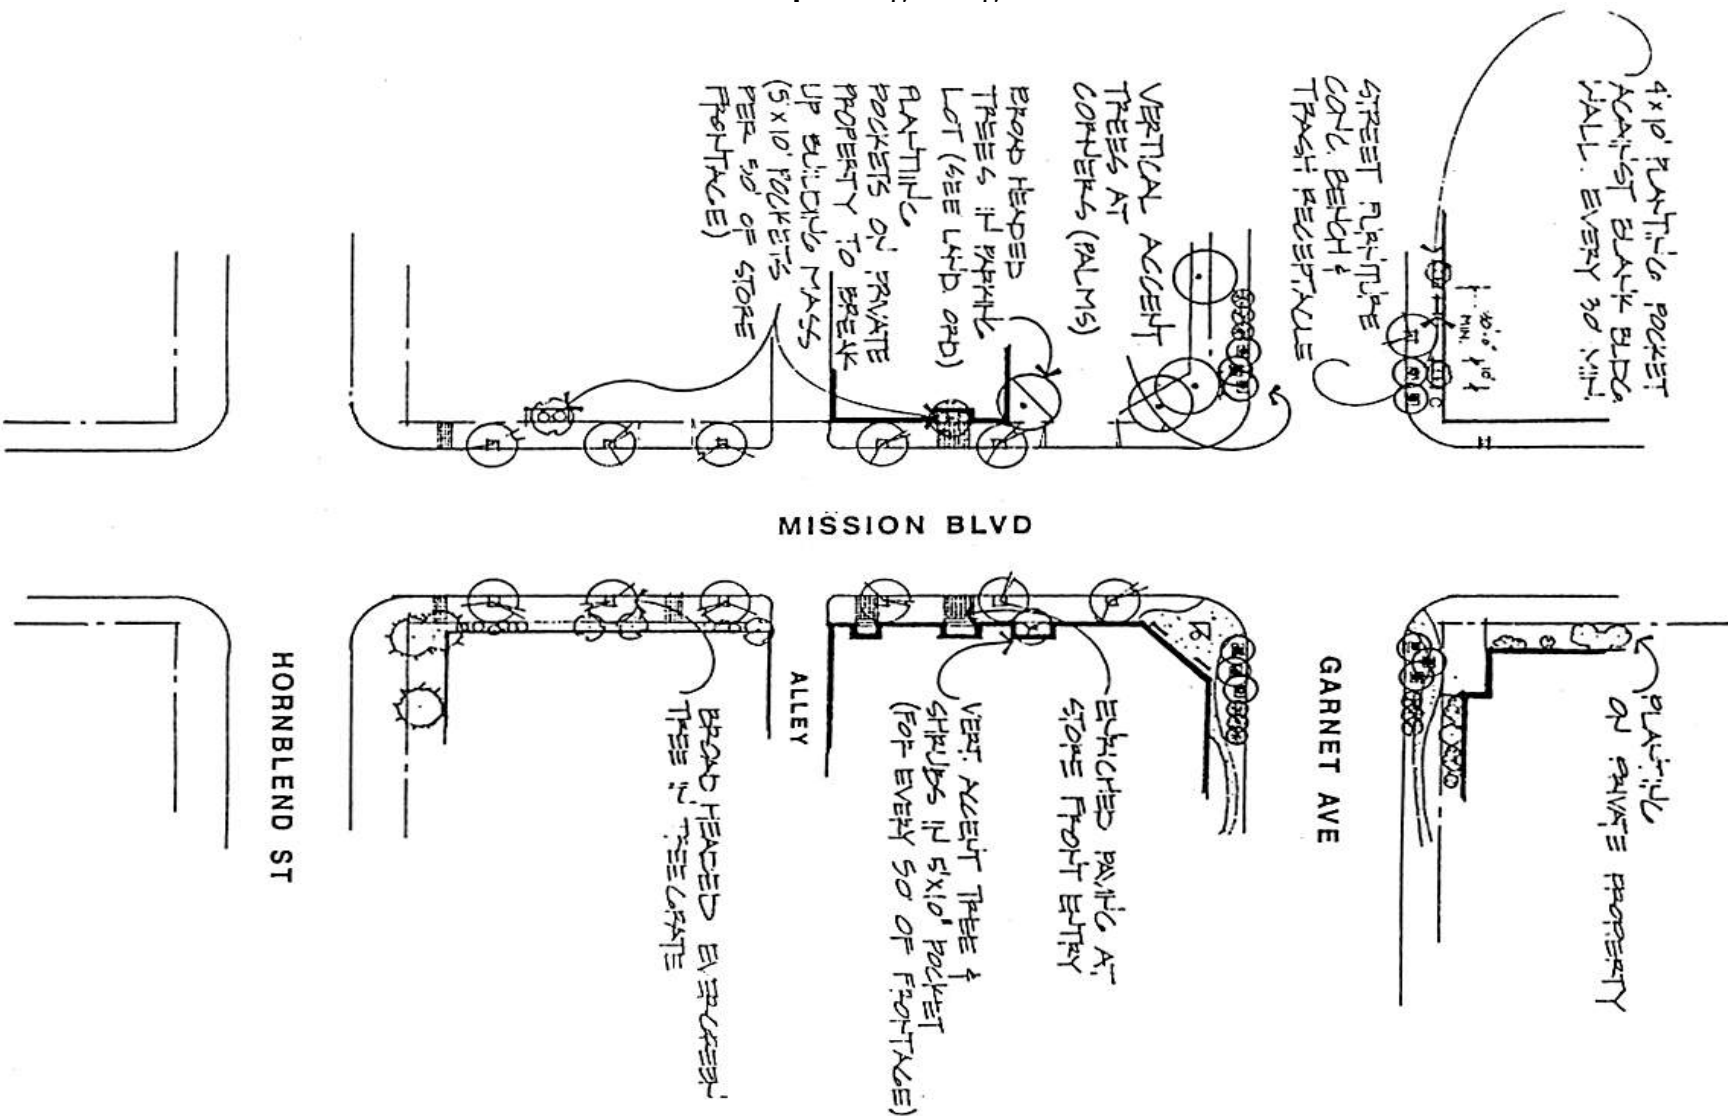 4'x10' PLANTING POCKET
AGAINST BLANK BLDG.
WALL. EVERY 30' MIN.
STREET FURNITURE
CONC. BENCH &
TRASH RECEPTACLE
VERTICAL ACCENT
TREES AT
CORNERS (PALMS)
BROAD HEADED
TREES IN PARKING
LOT (SEE LAND. ORD)
PLANTING
POCKETS ON PRIVATE
PROPERTY TO BREAK
UP BUILDING MASS
(5'X10' POCKETS
PER 50' OF STORE
FRONTAGE)
MIN.
MISSION BLVD
HORNBLEND ST
ALLEY
GARNET AVE
PLANTING
ON PRIVATE PROPERTY
ENRICHED PAVING AT
STORE FRONT ENTRY
VERT. ACCENT TREE &
SHRUBS IN 5'X10' POCKET
(FOR EVERY 50' OF FRONTAGE)
BROAD HEADED EVERGREEN
TREE IN TREE GRATE